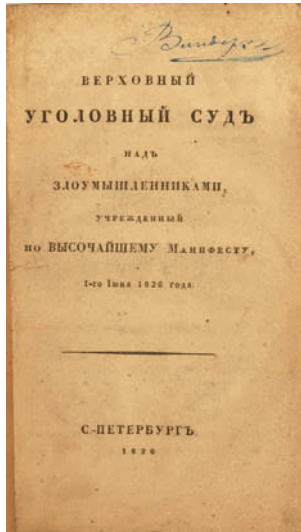 ВЕРХОВНЫЙ
УГОЛОВНЫЙ СУДЪ
НАДЪ
ЗЛОУМЫШЛЕННИКАМИ,
УЧРЕЖДЕННЫЙ
ПО ВЫСОЧАЙШЕМУ МАНИФЕСТУ,
1-го Іюня 1826 года.
С.-ПЕТЕРБУРГЪ.
1826